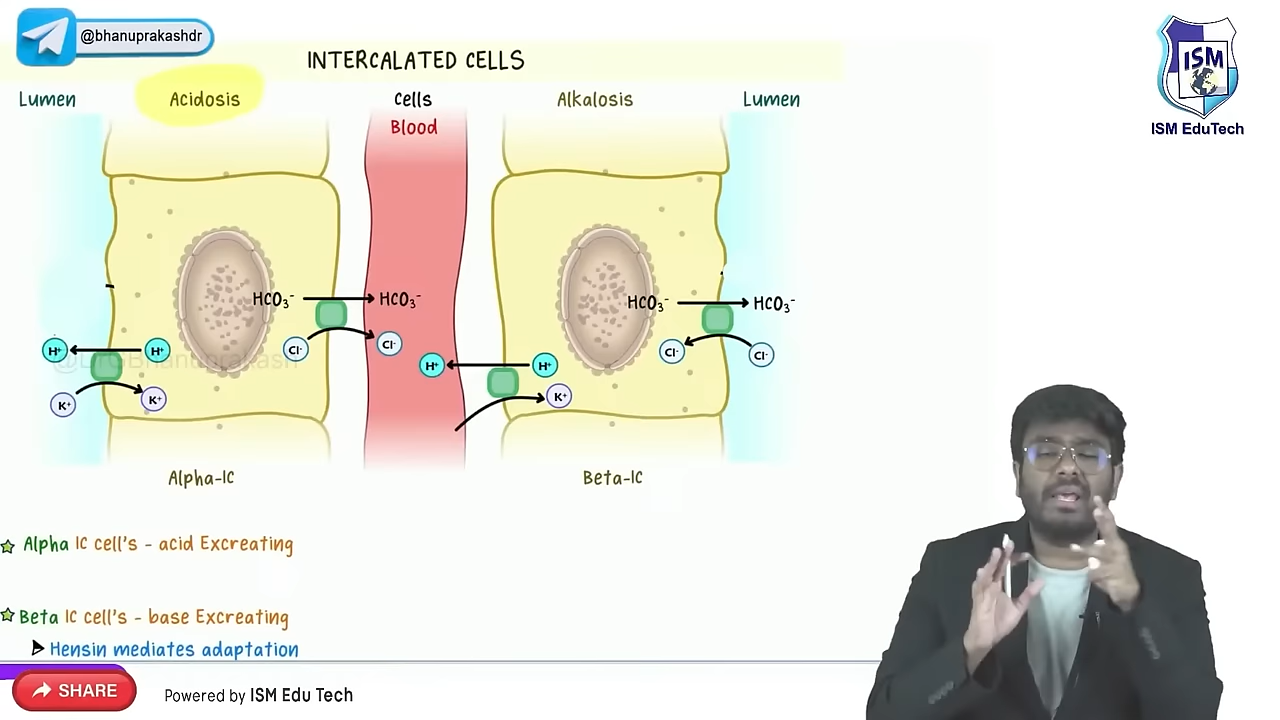 @bhanuprakashdr
INTERCALATED CELLS
ISM
ISM EduTech
Lumen
Acidosis
Cells
Alkalosis
Lumen
Blood
HCO₃⁻
HCO₃⁻
HCO₃⁻
HCO₃⁻
Cl⁻
Cl⁻
Cl⁻
Cl⁻
H⁺
H⁺
H⁺
H⁺
K⁺
K⁺
K⁺
@DrGBhanuprakash
Alpha-IC
Beta-IC
Alpha IC cell's - acid Excreating
Beta IC cell's - base Excreating
Hensin mediates adaptation
SHARE
Powered by ISM Edu Tech